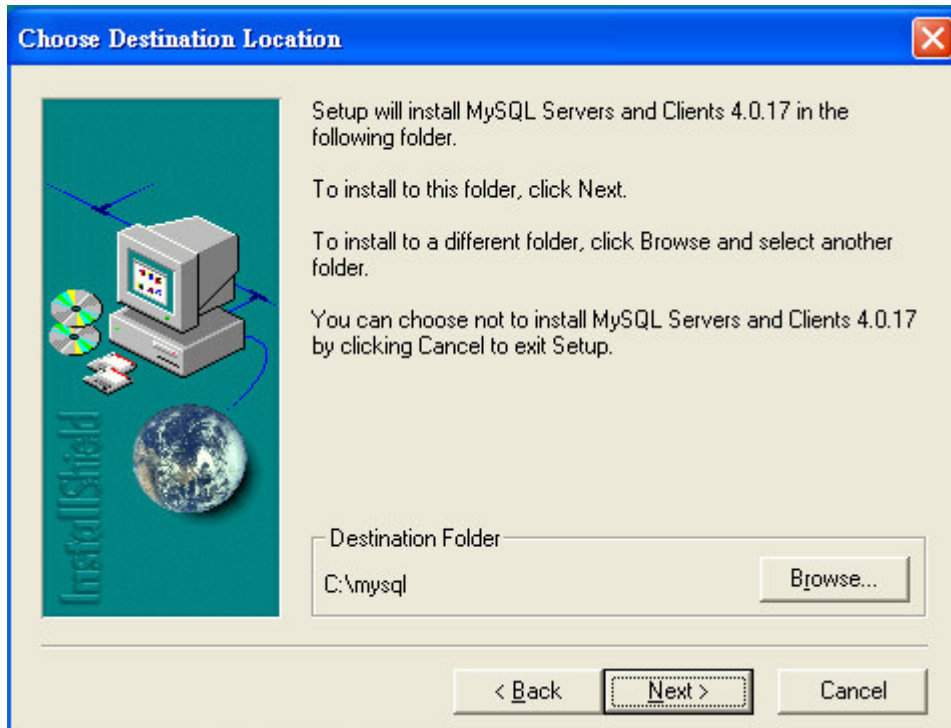 Choose Destination Location
Setup will install MySQL Servers and Clients 4.0.17 in the
following folder.
To install to this folder, click Next.
To install to a different folder, click Browse and select another
folder.
You can choose not to install MySQL Servers and Clients 4.0.17
by clicking Cancel to exit Setup.
InstallShield
Destination Folder
C:\mysql
Browse...
< Back
Next >
Cancel